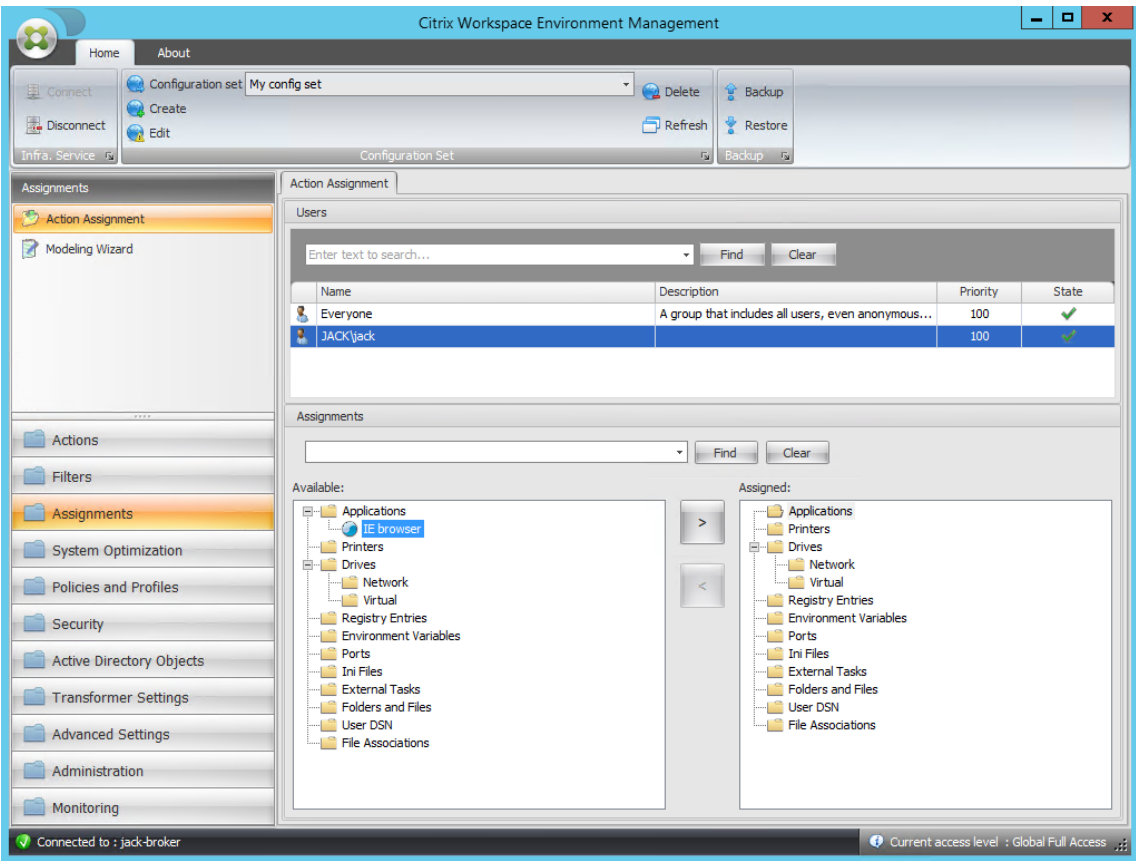 Citrix Workspace Environment Management
Home About
Connect
Disconnect
Infra. Service
Configuration set My config set
Create
Edit
Delete
Refresh
Configuration Set
Backup
Restore
Backup
Assignments
Action Assignment
Modeling Wizard
Actions
Filters
Assignments
System Optimization
Policies and Profiles
Security
Active Directory Objects
Transformer Settings
Advanced Settings
Administration
Monitoring
Action Assignment
Users
Enter text to search... Find Clear
Name Description Priority State
Everyone A group that includes all users, even anonymous... 100
JACK\jack 100
Assignments
Find Clear
Available:
Applications
IE browser
Printers
Drives
Network
Virtual
Registry Entries
Environment Variables
Ports
Ini Files
External Tasks
Folders and Files
User DSN
File Associations
>
<
Assigned:
Applications
Printers
Drives
Network
Virtual
Registry Entries
Environment Variables
Ports
Ini Files
External Tasks
Folders and Files
User DSN
File Associations
Connected to : jack-broker
Current access level : Global Full Access